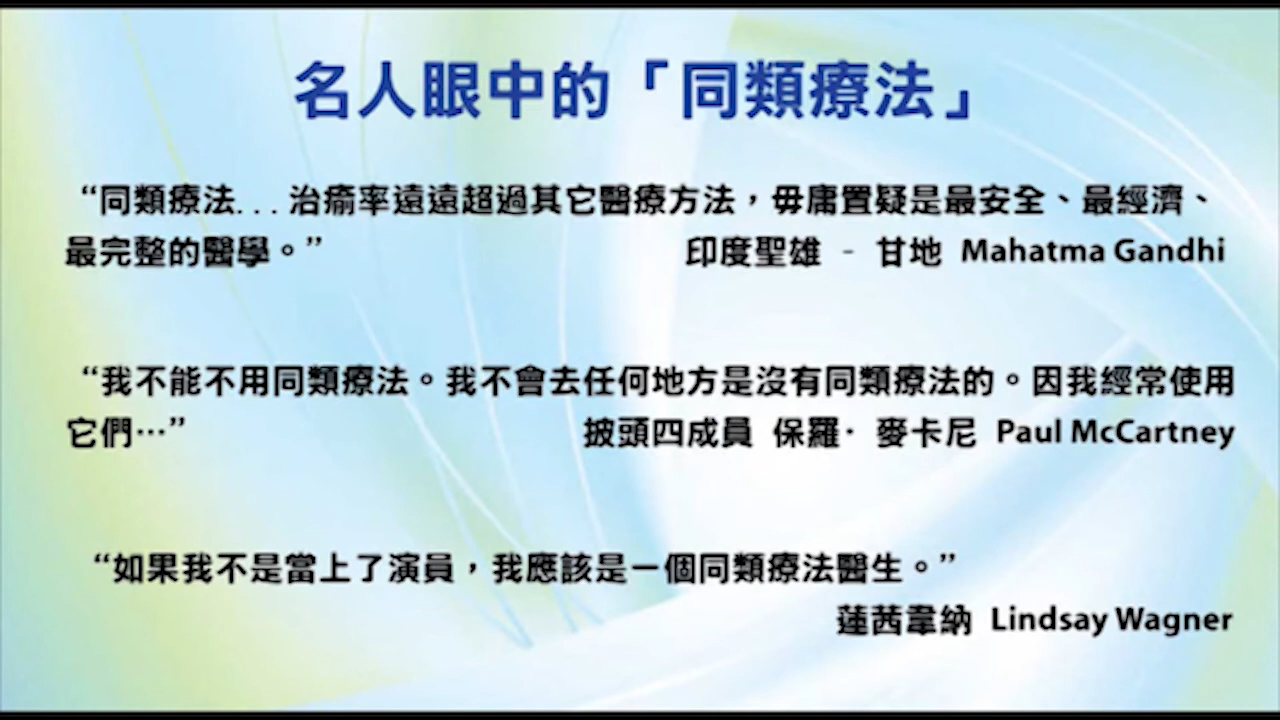 名人眼中的「同類療法」
“同類療法...治癒率遠遠超過其它醫療方法，毋庸置疑是最安全、最經濟、
最完整的醫學。” 印度聖雄 - 甘地 Mahatma Gandhi
“我不能不用同類療法。我不會去任何地方是沒有同類療法的。因我經常使用
它們…” 披頭四成員 保羅· 麥卡尼 Paul McCartney
“如果我不是當上了演員，我應該是一個同類療法醫生。”
蓮茜韋納 Lindsay Wagner